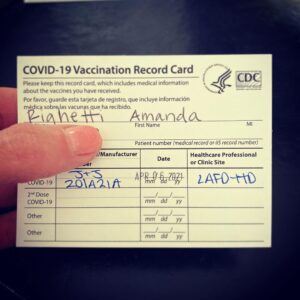 COVID-19 Vaccination Record Card
Please keep this record card, which includes medical information
about the vaccines you have received.
Por favor, guarde esta tarjeta de registro, que incluye información
médica sobre las vacunas que ha recibido.
CDC
Righetti Amanda
First Name MI
Patient number (medical record or IIS record number)
Manufacturer Date Healthcare Professional
or Clinic Site
COVID-19 J+J APR 06 2021 LAFD-HD
201A21A mm dd yy
2nd Dose
COVID-19 mm dd yy
Other mm dd yy
Other mm dd yy